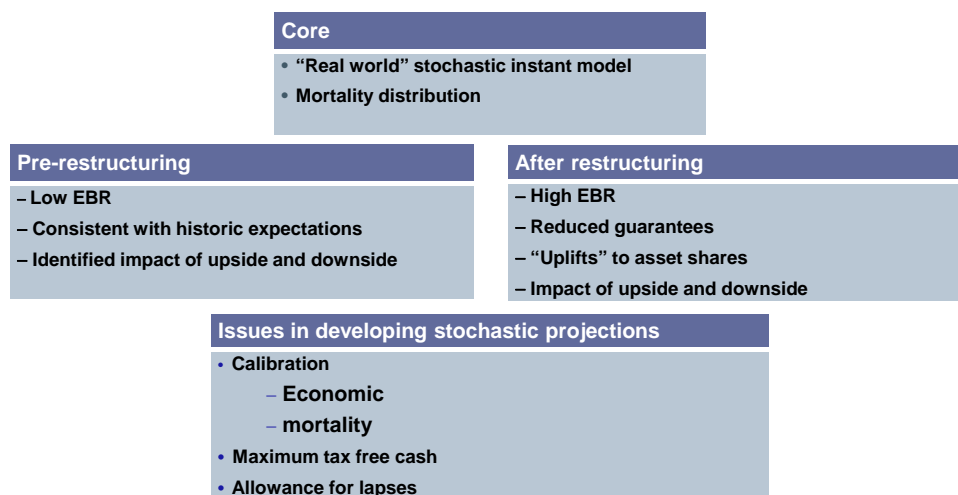 Core
• “Real world” stochastic instant model
• Mortality distribution
Pre-restructuring
– Low EBR
– Consistent with historic expectations
– Identified impact of upside and downside
After restructuring
– High EBR
– Reduced guarantees
– “Uplifts” to asset shares
– Impact of upside and downside
Issues in developing stochastic projections
• Calibration
– Economic
– mortality
• Maximum tax free cash
• Allowance for lapses